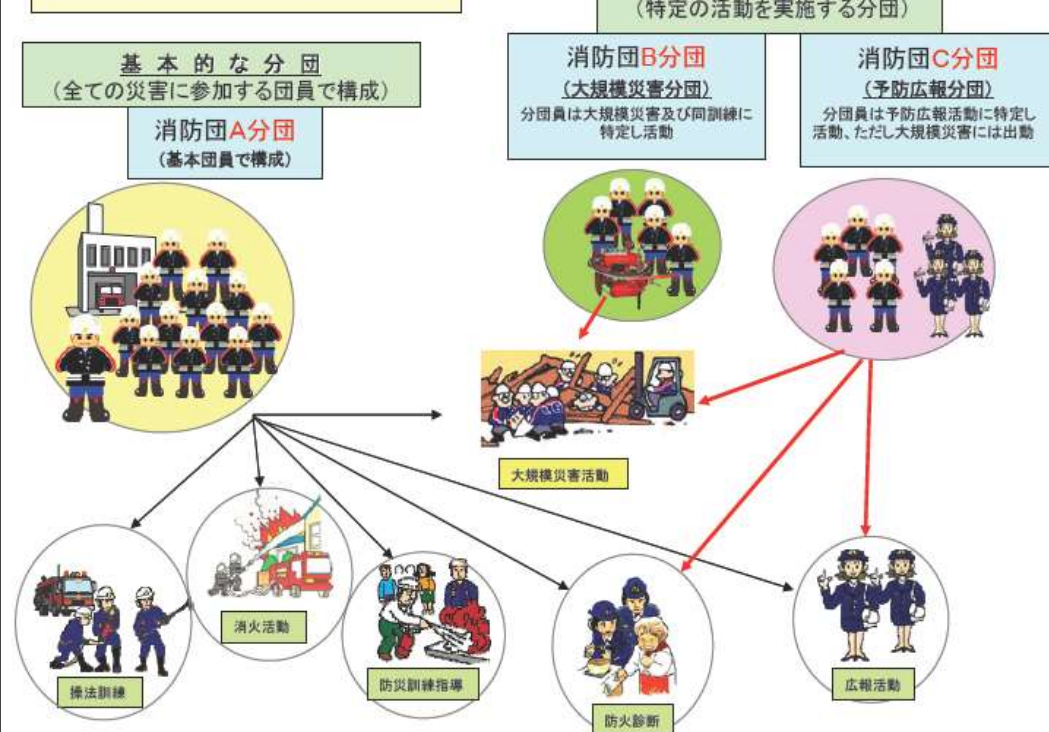 (特定の活動を実施する分団)
基本的な分団
(全ての災害に参加する団員で構成)
消防団A分団
(基本団員で構成)
消防団B分団
(大規模災害分団)
分団員は大規模災害及び同訓練に
特定し活動
消防団C分団
(予防広報分団)
分団員は予防広報活動に特定し
活動、ただし大規模災害には出動
大規模災害活動
操法訓練
消火活動
防災訓練指導
防火診断
広報活動